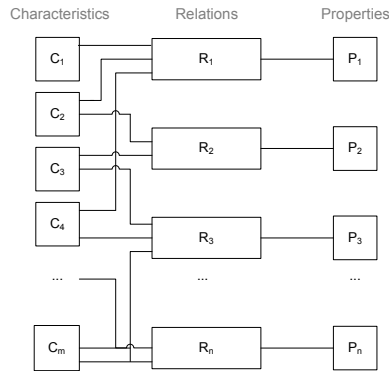 Characteristics Relations Properties
C₁ R₁ P₁
C₂ R₂ P₂
C₃
C₄ R₃ P₃
... ... ...
Cₘ Rₙ Pₙ